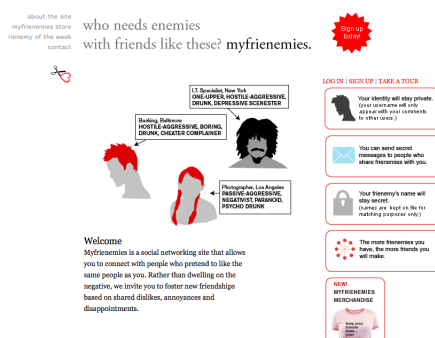 about the site
myfrienemies store
rienemy of the week
contact
who needs enemies
with friends like these? myfrienemies.
Sign up
today!
LOG IN | SIGN UP | TAKE A TOUR
I.T. Specialist, New York
ONE-UPPER, HOSTILE-AGGRESSIVE,
DRUNK, DEPRESSIVE SCENESTER
Banking, Baltimore
HOSTILE-AGGRESSIVE, BORING,
DRUNK, CHEATER COMPLAINER
Photographer, Los Angeles
PASSIVE-AGGRESSIVE,
NEGATIVIST, PARANOID,
PSYCHO DRUNK
Welcome
Myfrienemies is a social networking site that allows
you to connect with people who pretend to like the
same people as you. Rather than dwelling on the
negative, we invite you to foster new friendships
based on shared dislikes, annoyances and
disappointments.
Your identity will stay private.
(your username will only
appear with your comments
to other users.)
You can send secret
messages to people who
share frienemies with you.
Your frienemy's name will
stay secret.
(names are kept on file for
matching purposes only.)
The more frienemies you
have, the more friends you
will make.
NEW!
MYFRIENEMIES
MERCHANDISE
keep your
friends
close...